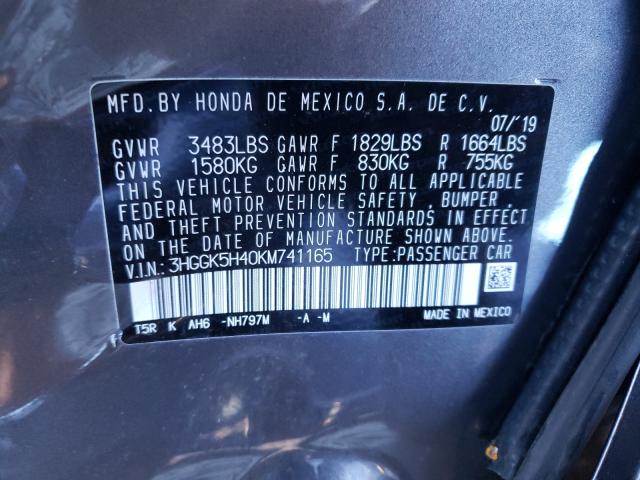 MFD.BY HONDA DE MEXICO S.A. DE C.V.
07/'19
GVWR 3483LBS GAWR F 1829LBS R 1664LBS
GVWR 1580KG GAWR F 830KG R 755KG
THIS VEHICLE CONFORMS TO ALL APPLICABLE
FEDERAL MOTOR VEHICLE SAFETY , BUMPER ,
AND THEFT PREVENTION STANDARDS IN EFFECT
ON THE DATE OF MANUFACTURE SHOWN ABOVE.
V.I.N.: 3HGGK5H40KM741165 TYPE:PASSENGER CAR
T5R K AH6 -NH797M -A -M MADE IN MEXICO